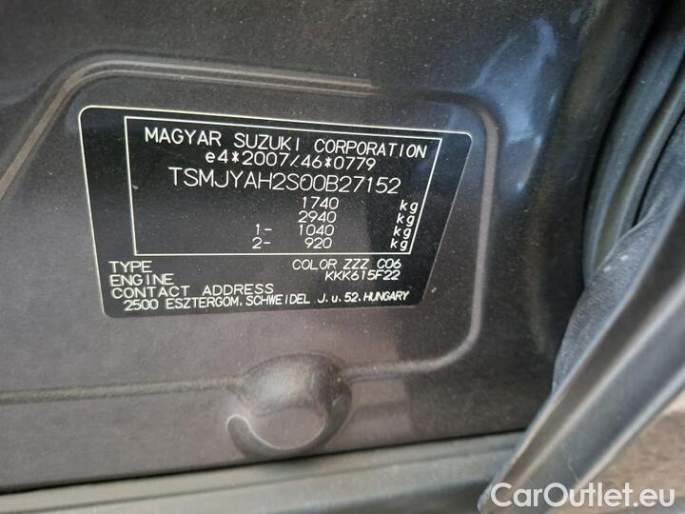 MAGYAR SUZUKI CORPORATION
e4*2007/46*0779
TSMJYAH2S00B27152
1740 kg
2940 kg
1- 1040 kg
2- 920 kg
TYPE COLOR ZZZ C06
ENGINE KKK615F22
CONTACT ADDRESS
2500 ESZTERGOM, SCHWEIDEL J.u.52.HUNGARY
CarOutlet.eu